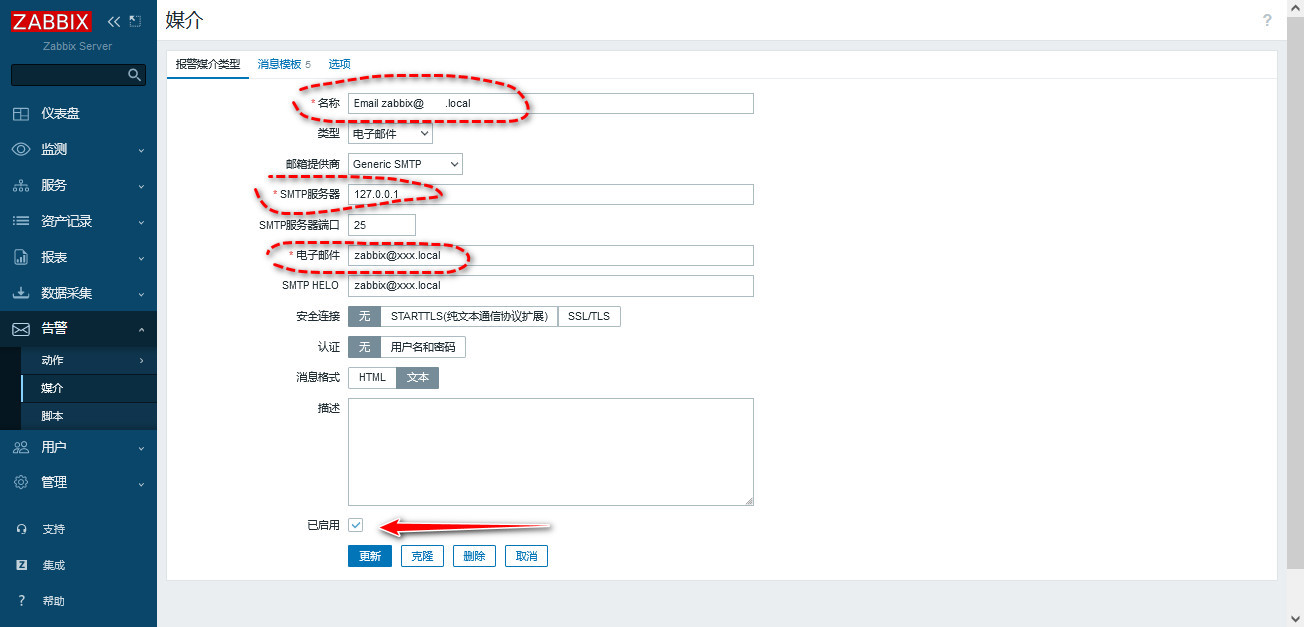 ZABBIX
Zabbix Server
仪表盘
监测
服务
资产记录
报表
数据采集
告警
动作
媒介
脚本
用户
管理
支持
Z 集成
? 帮助
媒介
?
报警媒介类型 消息模板 5 选项
* 名称 Email zabbix@ .local
类型 电子邮件
邮箱提供商 Generic SMTP
* SMTP服务器 127.0.0.1
SMTP服务器端口 25
* 电子邮件 zabbix@xxx.local
SMTP HELO zabbix@xxx.local
安全连接 无 STARTTLS(纯文本通信协议扩展) SSL/TLS
认证 无 用户名和密码
消息格式 HTML 文本
描述
已启用
更新 克隆 删除 取消